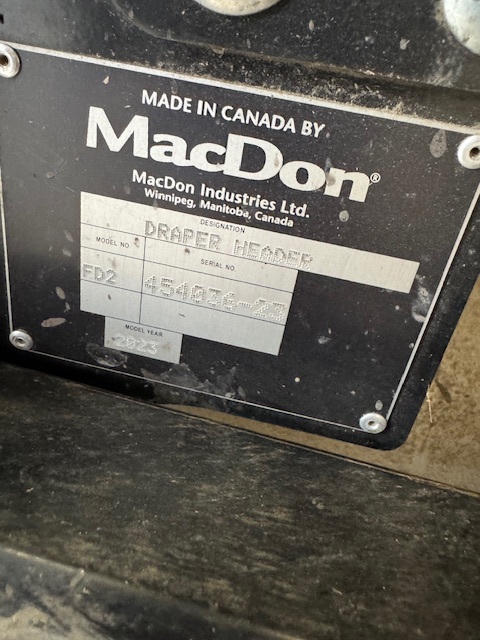 MADE IN CANADA BY
MacDon®
MacDon Industries Ltd.
Winnipeg, Manitoba, Canada
DESIGNATION
DRAPER HEADER
MODEL NO.
SERIAL NO.
FD2
454036-23
MODEL YEAR
2023